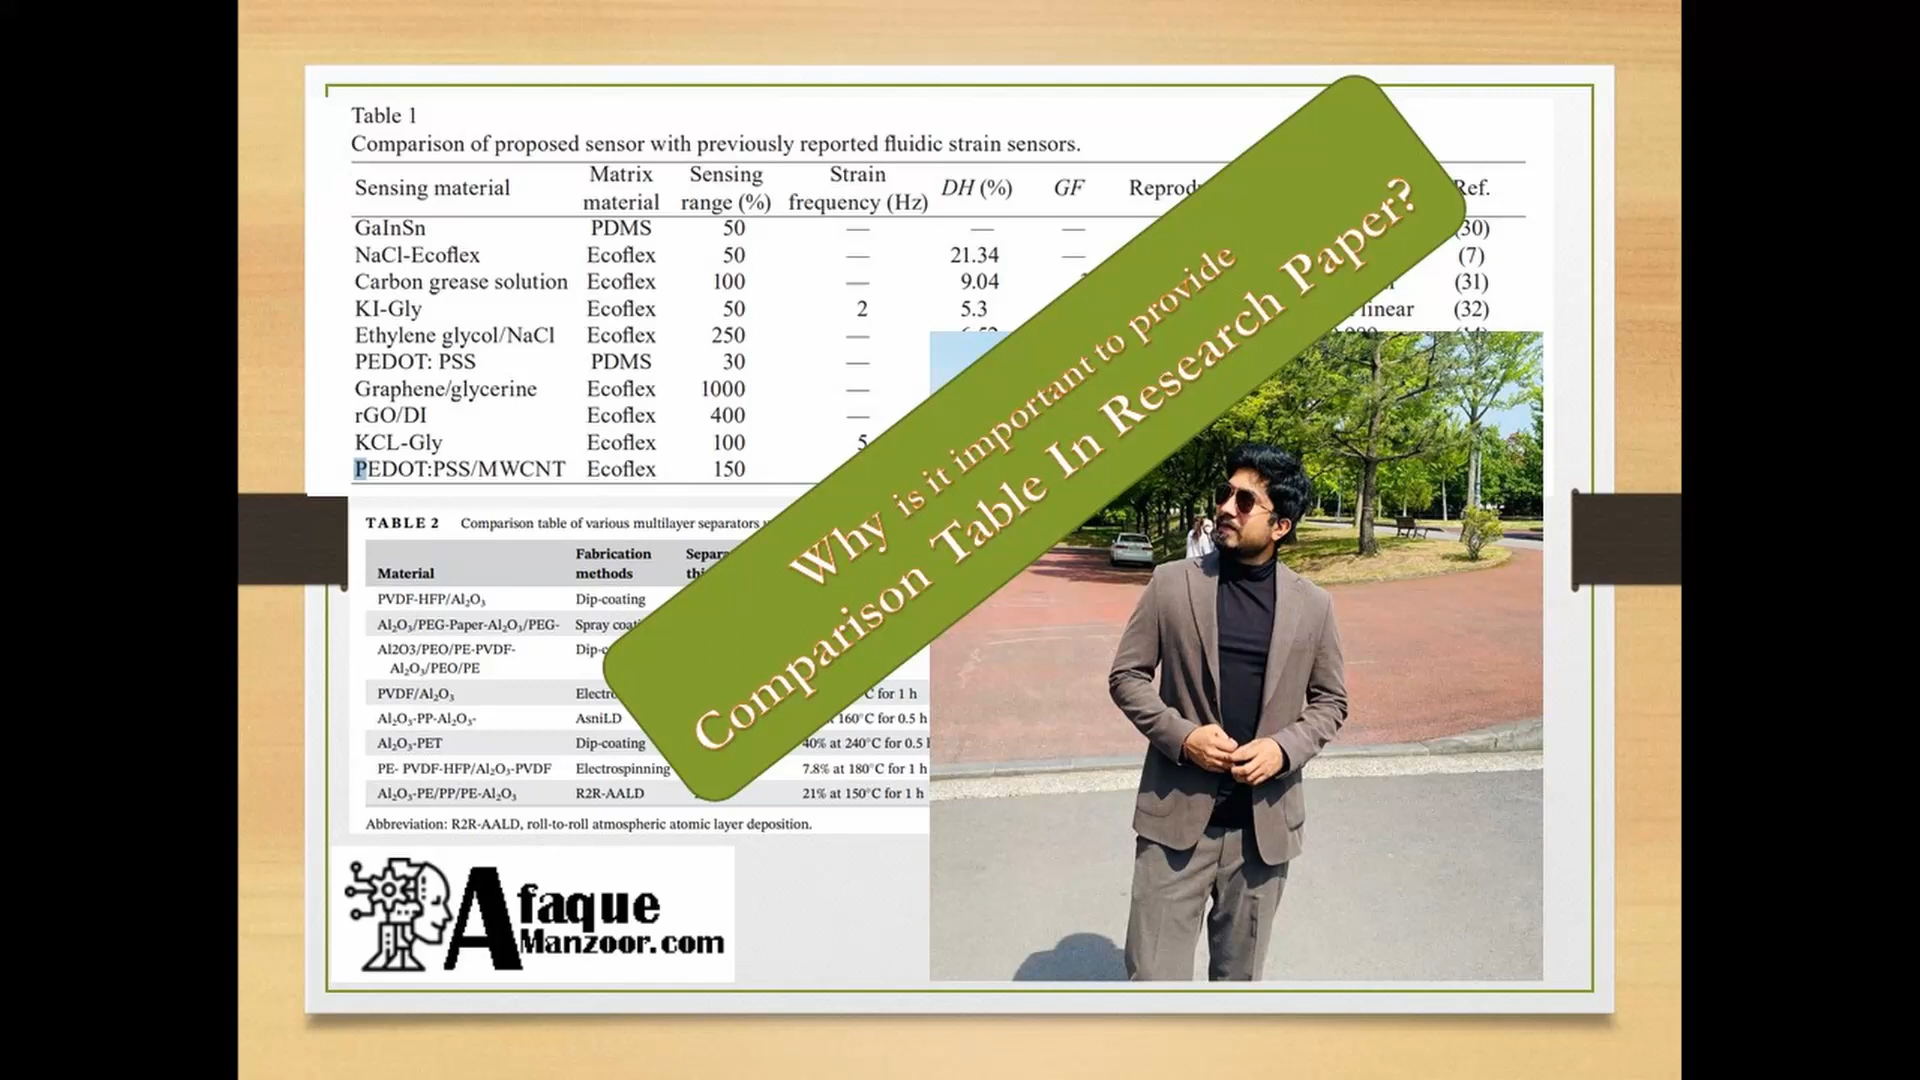 Table 1
Comparison of proposed sensor with previously reported fluidic strain sensors.
Sensing material Matrix material Sensing range (%) Strain frequency (Hz) DH (%) GF Ref.
GaInSn PDMS 50 — — — (30)
NaCl-Ecoflex Ecoflex 50 — 21.34 — (7)
Carbon grease solution Ecoflex 100 — 9.04 (31)
KI-Gly Ecoflex 50 2 5.3 linear (32)
Ethylene glycol/NaCl Ecoflex 250 —
PEDOT: PSS PDMS 30 —
Graphene/glycerine Ecoflex 1000 —
rGO/DI Ecoflex 400 —
KCL-Gly Ecoflex 100 5
PEDOT:PSS/MWCNT Ecoflex 150
Why is it important to provide
Comparison Table In Research Paper?
TABLE 2 Comparison table of various multilayer separators
Material Fabrication methods
PVDF-HFP/Al₂O₃ Dip-coating
Al₂O₃/PEG-Paper-Al₂O₃/PEG- Spray
Al2O3/PEO/PE-PVDF-
Al₂O₃/PEO/PE
PVDF/Al₂O₃ C for 1 h
Al₂O₃-PP-Al₂O₃- AsniLD 160°C for 0.5 h
Al₂O₃-PET Dip-coating 40% at 240°C for 0.5
PE- PVDF-HFP/Al₂O₃-PVDF Electrospinning 7.8% at 180°C for 1 h
Al₂O₃-PE/PP/PE-Al₂O₃ R2R-AALD 21% at 150°C for 1 h
Abbreviation: R2R-AALD, roll-to-roll atmospheric atomic layer deposition.
Afaque
Manzoor.com